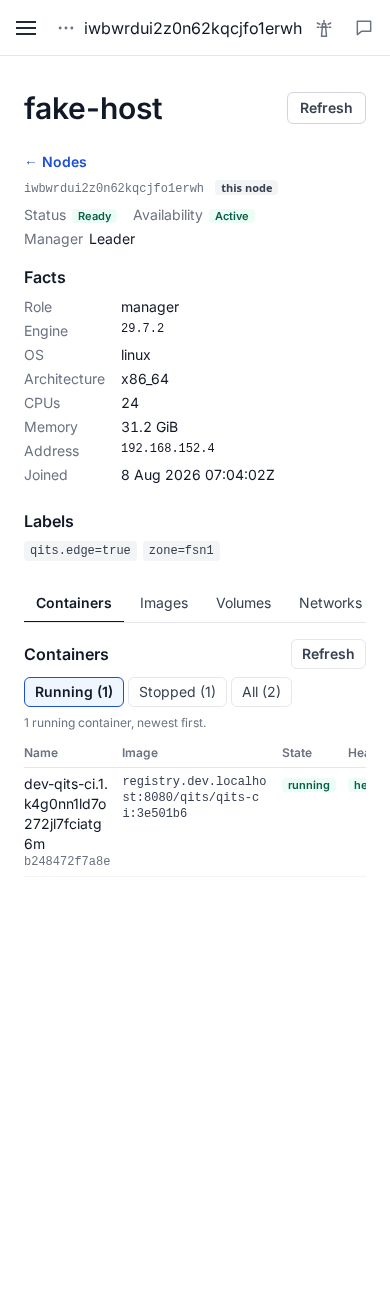 iwbwrdui2z0n62kqcjfo1erwh
fake-host
Refresh
← Nodes
iwbwrdui2z0n62kqcjfo1erwh this node
Status Ready Availability Active
Manager Leader
Facts
Role manager
Engine 29.7.2
OS linux
Architecture x86_64
CPUs 24
Memory 31.2 GiB
Address 192.168.152.4
Joined 8 Aug 2026 07:04:02Z
Labels
qits.edge=true zone=fsn1
Containers Images Volumes Networks
Containers
Refresh
Running (1) Stopped (1) All (2)
1 running container, newest first.
Name Image State Hea
dev-qits-ci.1.
k4g0nn1ld7o
272jl7fciatg
6m
b248472f7a8e
registry.dev.localho
st:8080/qits/qits-c
i:3e501b6
running
he